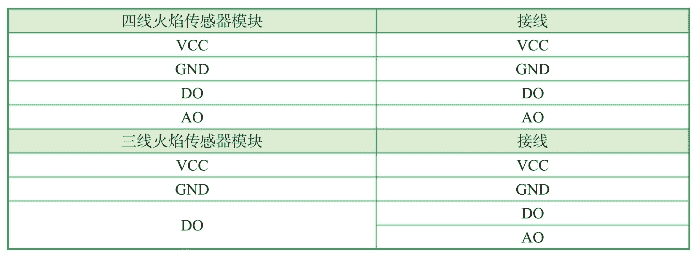 四线火焰传感器模块 接线
VCC VCC
GND GND
DO DO
AO AO
三线火焰传感器模块 接线
VCC VCC
GND GND
DO DO
AO